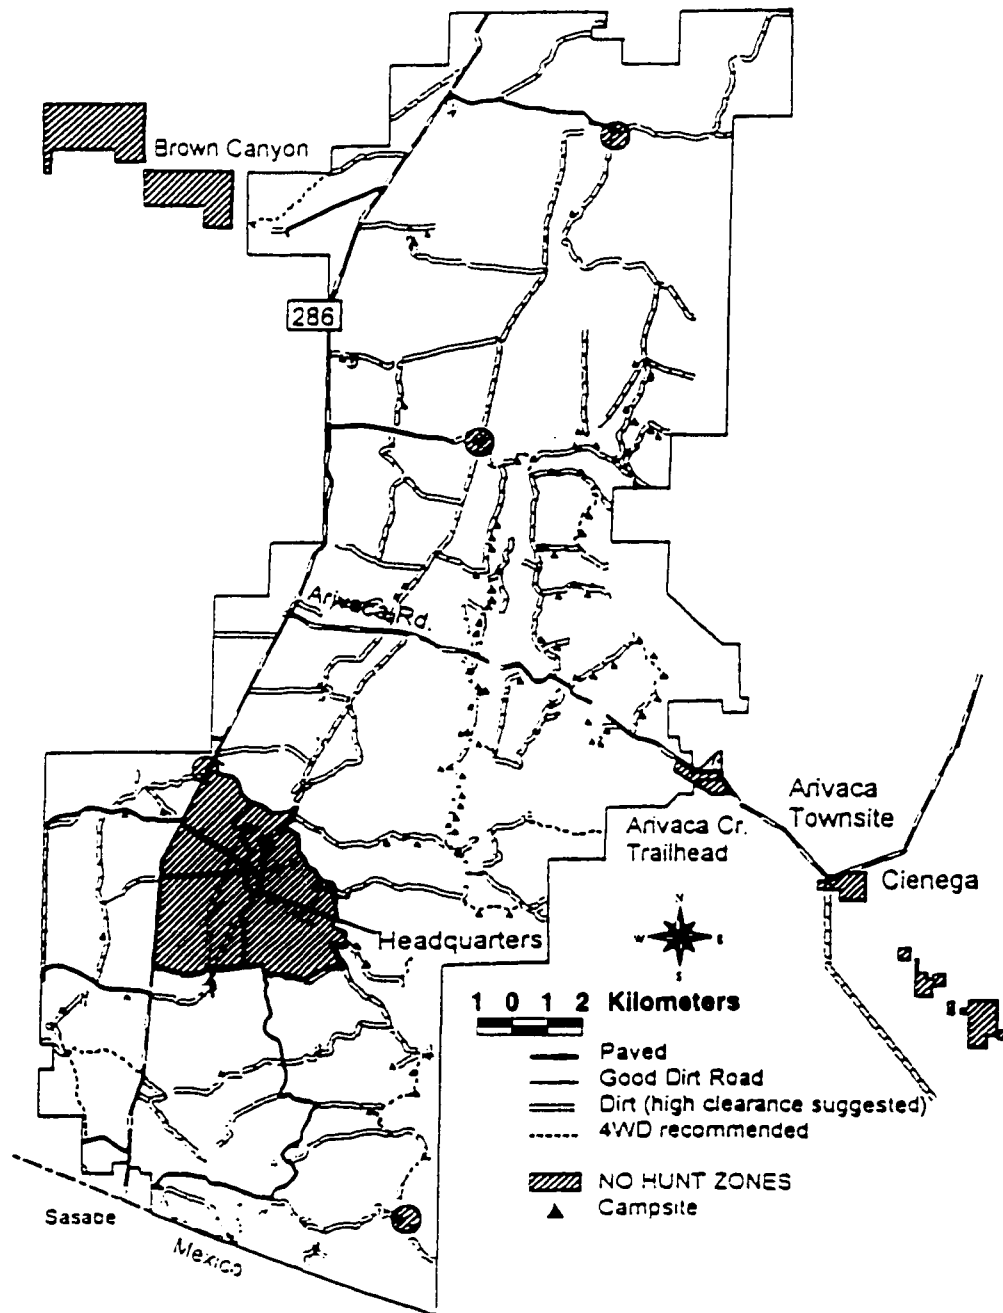 Brown Canyon
286
Arivaca Rd.
Arivaca
Townsite
Arivaca Cr.
Trailhead
Cienega
Headquarters
N
W
E
S
1 0 1 2 Kilometers
Paved
Good Dirt Road
Dirt (high clearance suggested)
4WD recommended
NO HUNT ZONES
Campsite
Sasabe
Mexico